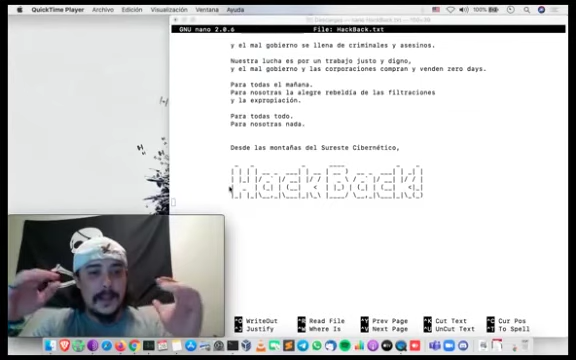 QuickTime Player Archivo Edición Visualización Ventana Ayuda
100%
GNU nano 2.0.6 File: HackBack.txt
y el mal gobierno se llena de criminales y asesinos.
Nuestra lucha es por un trabajo justo y digno,
y el mal gobierno y las corporaciones compran y venden zero days.
Para todas el mañana.
Para nosotras la alegre rebeldía de las filtraciones
y la expropiación.
Para todas todo.
Para nosotras nada.
Desde las montañas del Sureste Cibernético,
Hack Back!
^G WriteOut ^R Read File ^Y Prev Page ^K Cut Text ^C Cur Pos
^J Justify ^W Where Is ^V Next Page ^U UnCut Text ^T To Spell